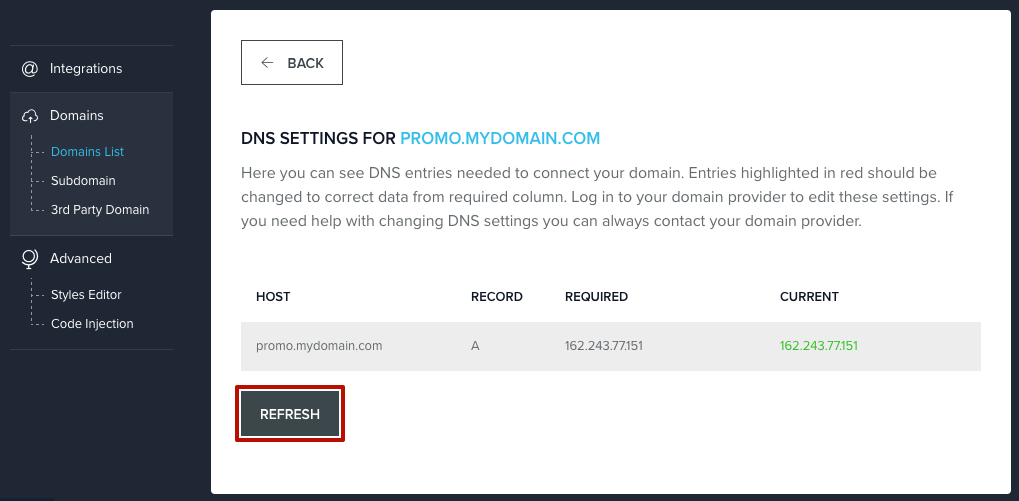 @ Integrations
Domains
Domains List
Subdomain
3rd Party Domain
Advanced
Styles Editor
Code Injection
← BACK
DNS SETTINGS FOR PROMO.MYDOMAIN.COM
Here you can see DNS entries needed to connect your domain. Entries highlighted in red should be
changed to correct data from required column. Log in to your domain provider to edit these settings. If
you need help with changing DNS settings you can always contact your domain provider.
HOST RECORD REQUIRED CURRENT
promo.mydomain.com A 162.243.77.151 162.243.77.151
REFRESH